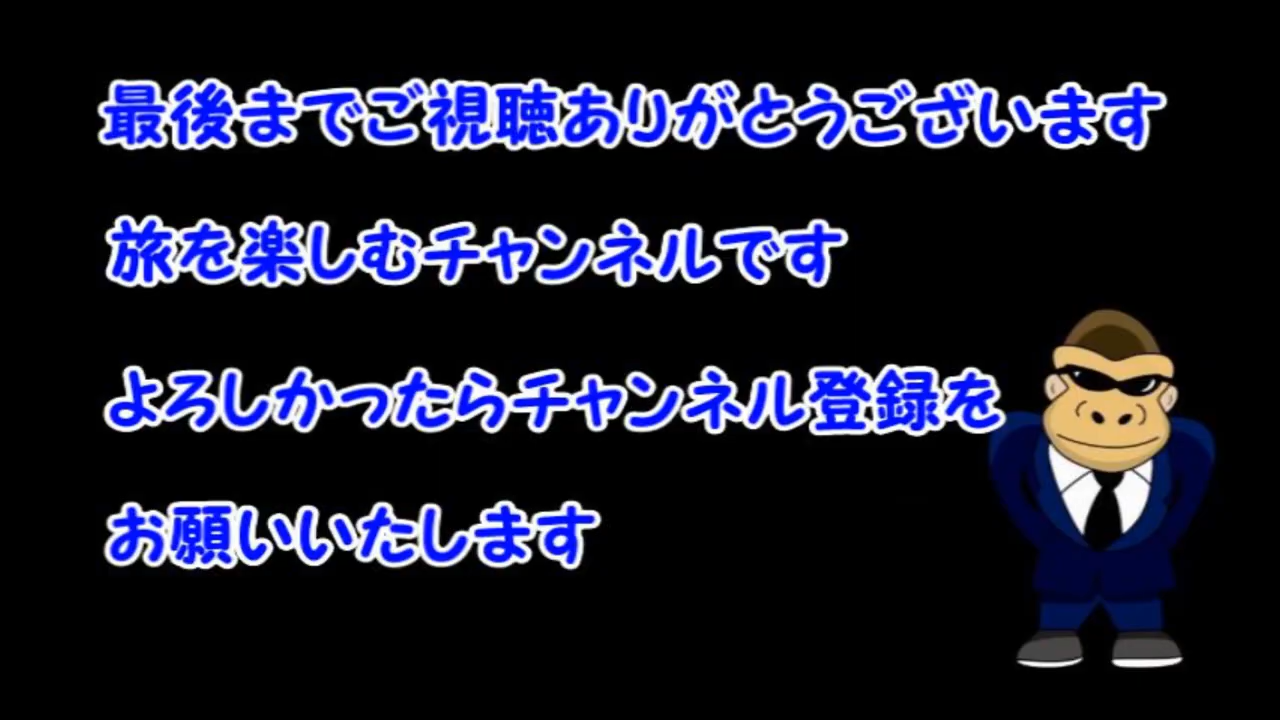 最後までご視聴ありがとうございます
旅を楽しむチャンネルです
よろしかったらチャンネル登録を
お願いいたします